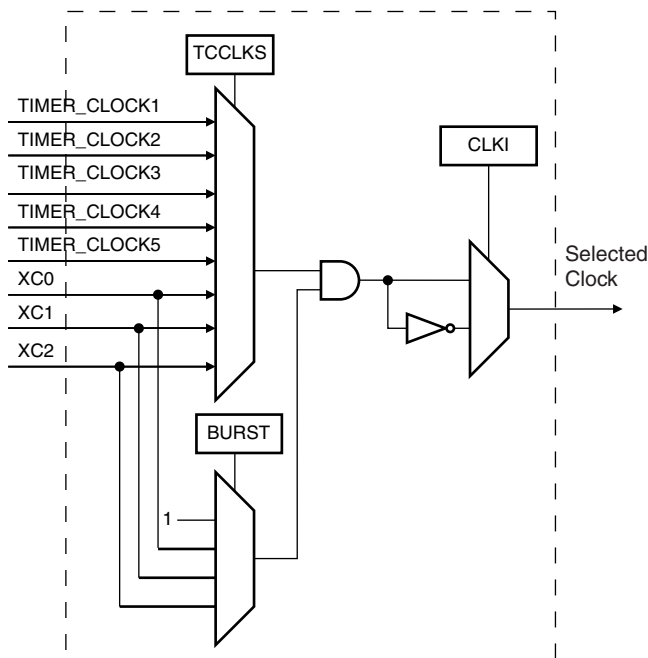 TCCLKS
TIMER_CLOCK1
TIMER_CLOCK2
TIMER_CLOCK3
TIMER_CLOCK4
TIMER_CLOCK5
XC0
XC1
XC2
CLKI
Selected
Clock
BURST
1